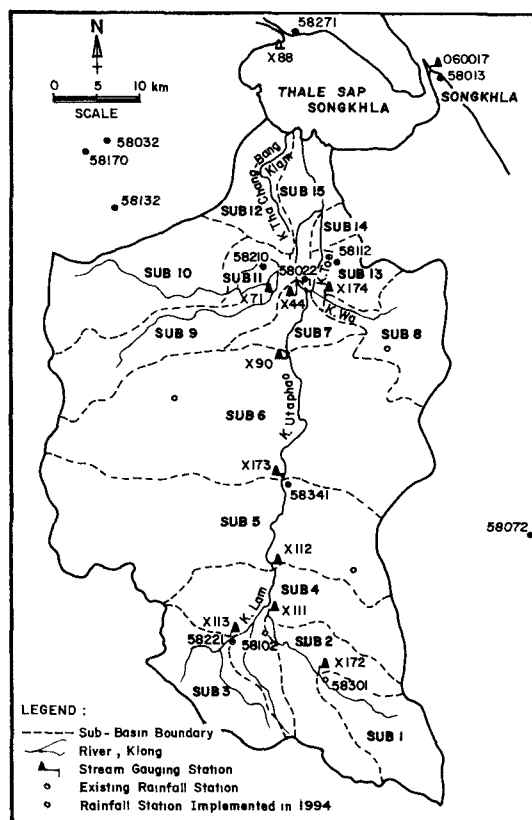 N
58271
X88
060017
58013
0 5 10 km
SCALE
THALE SAP
SONGKHLA
SONGKHLA
58032
58170
58132
K. Tha Chang-Bang
Klam
SUB 15
SUB 12
SUB 14
58210
58112
SUB 10
SUB 11
58022
K. Toei
SUB 13
X71
X44
X174
K. Wa
SUB 9
SUB 7
SUB 8
X90
K. Utaphao
SUB 6
X173
58341
SUB 5
58072
X112
K. Lam
SUB 4
X113
X111
58221
58102
SUB 2
X172
58301
SUB 3
SUB 1
LEGEND :
Sub-Basin Boundary
River, Klong
Stream Gauging Station
Existing Rainfall Station
Rainfall Station Implemented in 1994